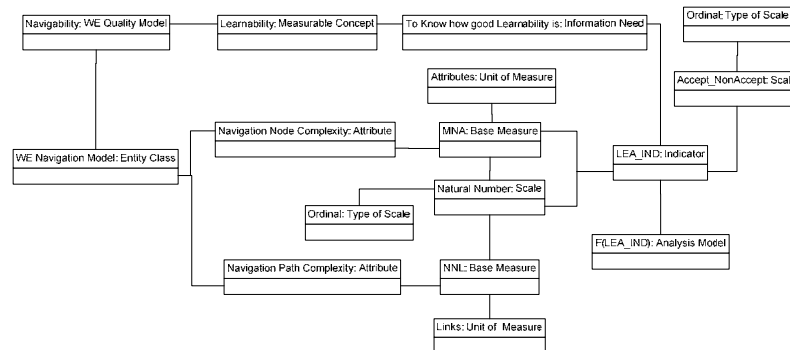 Navigability: WE Quality Model
Learnability: Measurable Concept
To Know how good Learnability is: Information Need
Ordinal: Type of Scale
Attributes: Unit of Measure
Accept_NonAccept: Scal
Navigation Node Complexity: Attribute
MNA: Base Measure
WE Navigation Model: Entity Class
LEA_IND: Indicator
Natural Number: Scale
Ordinal: Type of Scale
F(LEA_IND): Analysis Model
Navigation Path Complexity: Attribute
NNL: Base Measure
Links: Unit of Measure